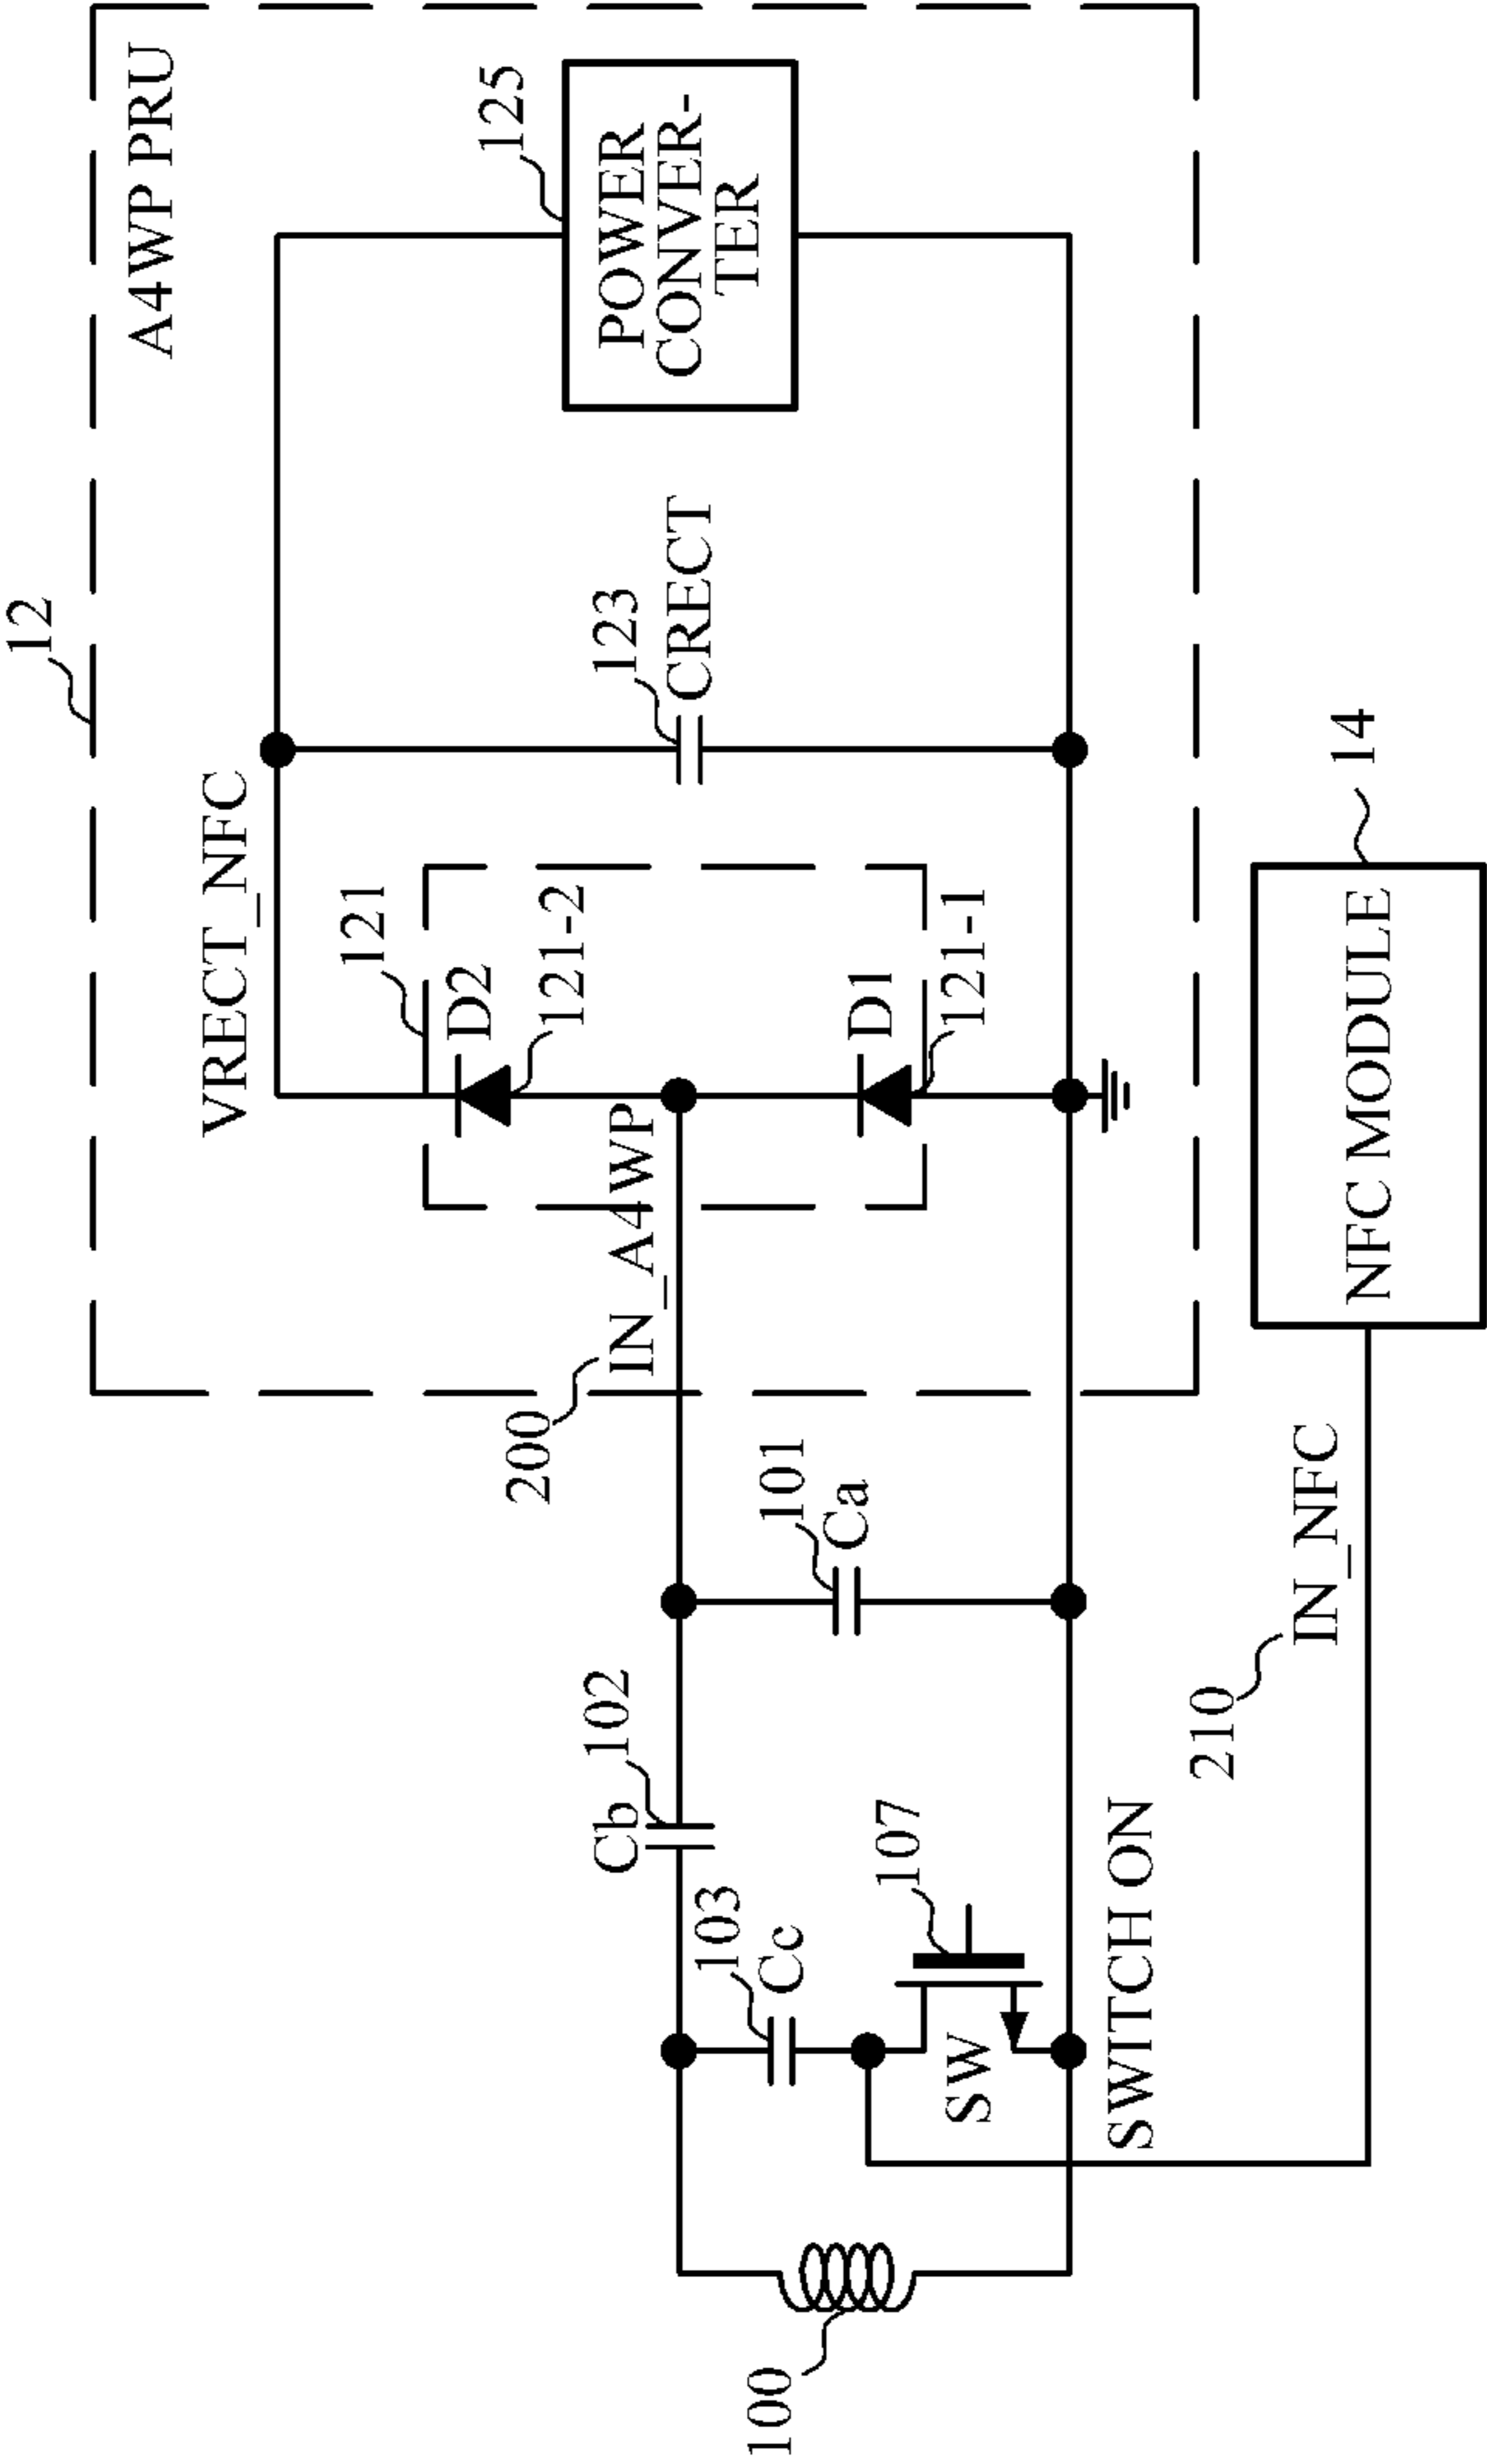 12
A4WP PRU
VRECT_NFC
125
POWER
CONVER-
TER
121
D2
121-2
123
CRECT
200
IN_A4WP
D1
121-1
Cb
102
101
Ca
103
Cc
107
SW
100
SWITCH ON
210
IN_NFC
NFC MODULE
14